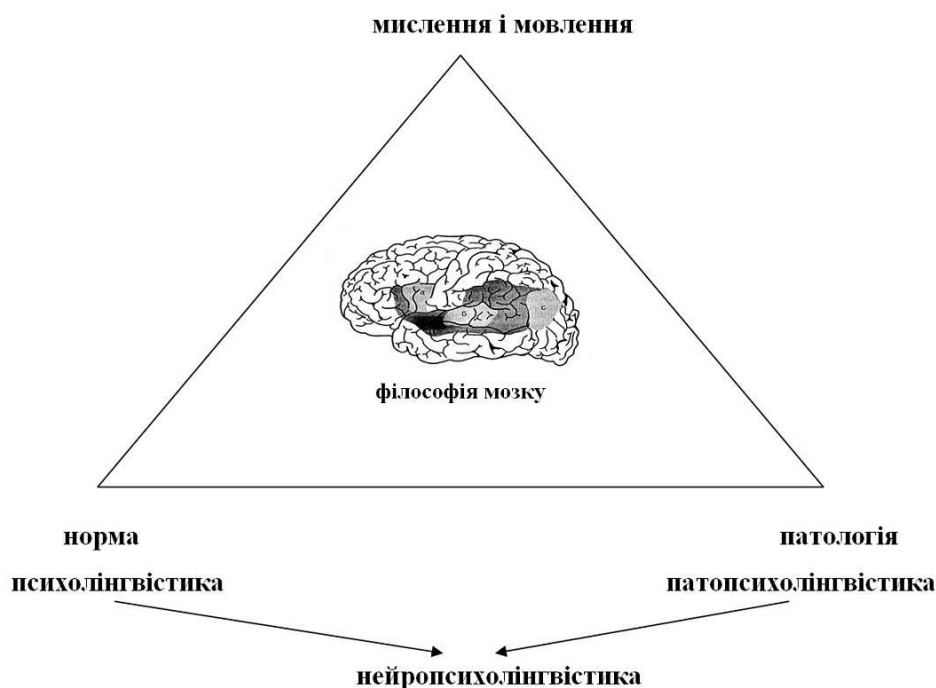 мислення і мовлення
філософія мозку
норма
патологія
психолінгвістика
патопсихолінгвістика
нейропсихолінгвістика